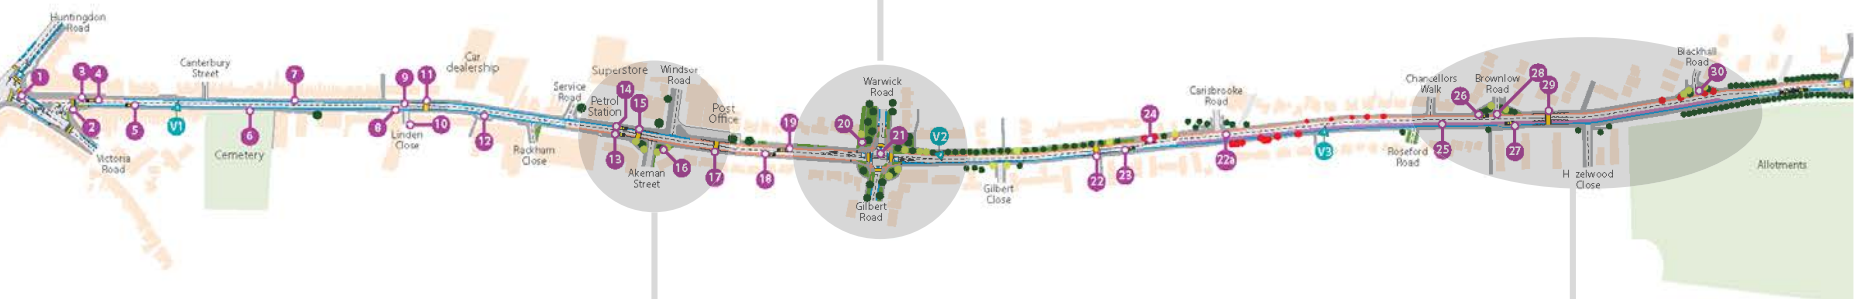 Huntingdon
Road
1
3
4
2
5
V1
Victoria
Road
Canterbury
Street
6
Cemetery
7
8
9
11
10
Linden
Close
Car
dealership
12
Rackham
Close
Service
Road
Superstore
Petrol
Station
14
15
13
Windsor
Road
Akeman
Street
16
Post
Office
17
18
19
Warwick
Road
20
21
Gilbert
Road
V2
Gilbert
Close
22
23
24
Carisbrooke
Road
22a
V3
Roseford
Road
Chancellors
Walk
25
26
Brownlow
Road
28
29
27
H zelwood
Close
Blackhall
Road
30
Allotments